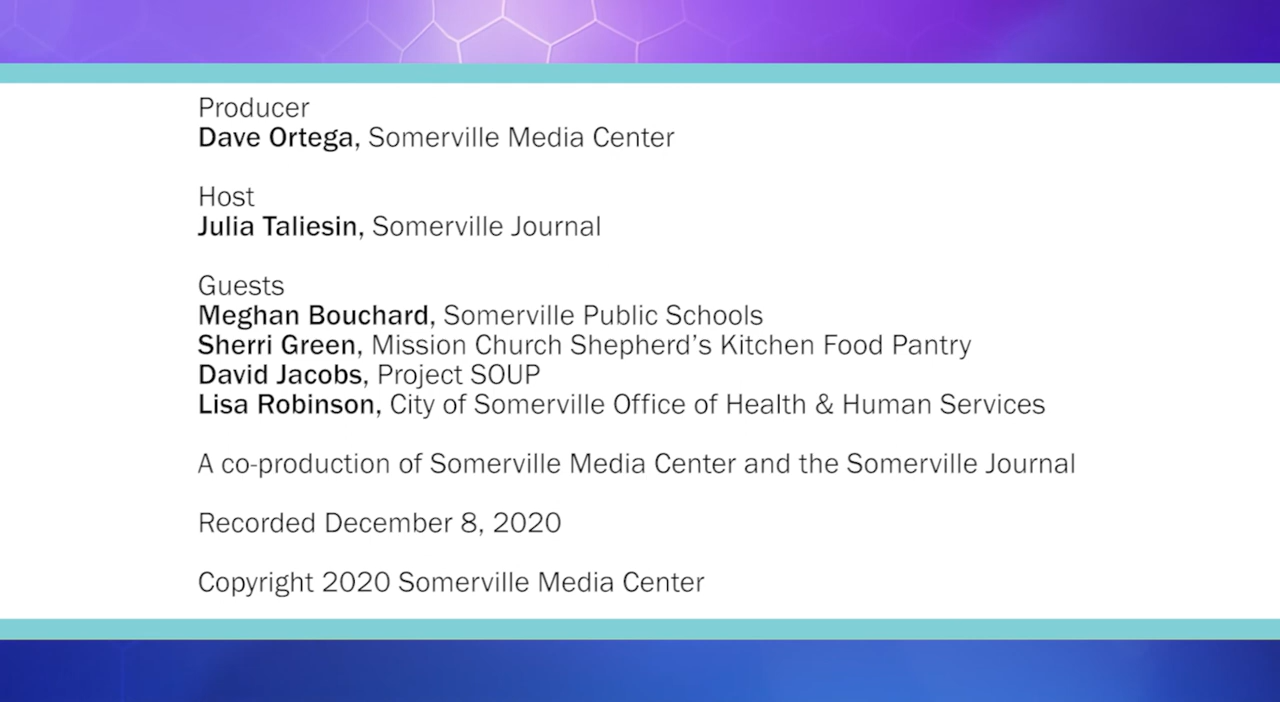 Producer
Dave Ortega, Somerville Media Center
Host
Julia Taliesin, Somerville Journal
Guests
Meghan Bouchard, Somerville Public Schools
Sherri Green, Mission Church Shepherd’s Kitchen Food Pantry
David Jacobs, Project SOUP
Lisa Robinson, City of Somerville Office of Health & Human Services
A co-production of Somerville Media Center and the Somerville Journal
Recorded December 8, 2020
Copyright 2020 Somerville Media Center